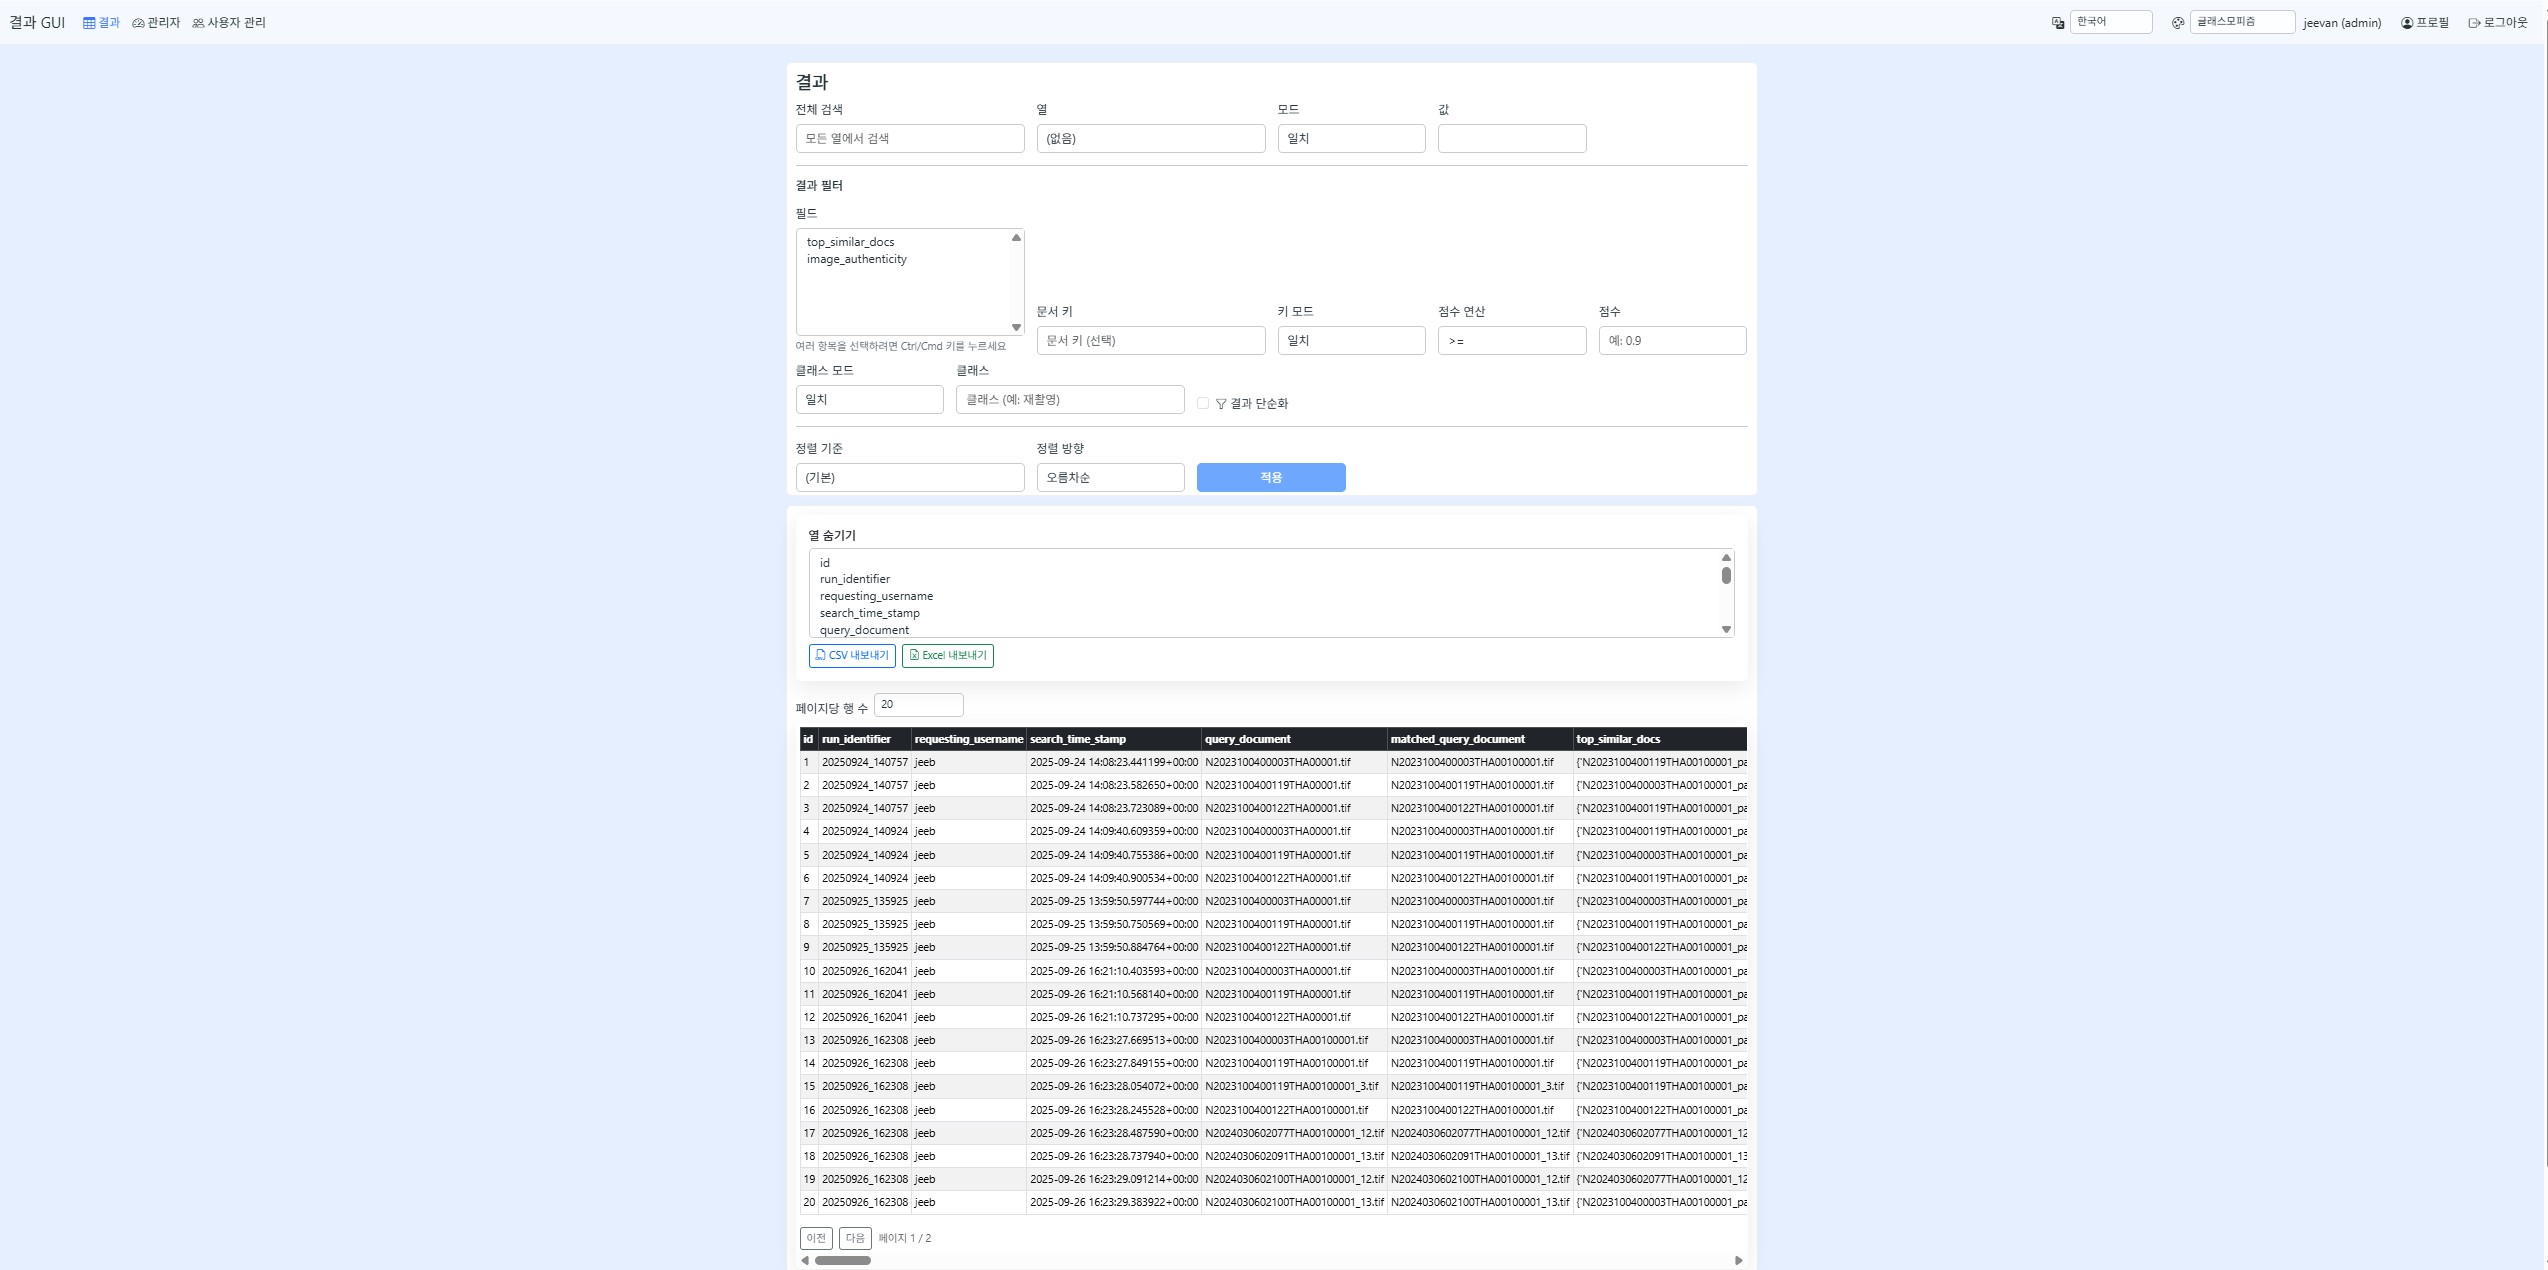 결과 GUI 결과 관리자 사용자 관리 한국어 글래스모피즘 jeevan (admin) 프로필 로그아웃
결과
전체 검색 열 모드 값
모든 열에서 검색 (없음) 일치
결과 필터
필드
top_similar_docs
image_authenticity
문서 키 키 모드 점수 연산 점수
문서 키 (선택) 일치 >= 예: 0.9
여러 항목을 선택하려면 Ctrl/Cmd 키를 누르세요
클래스 모드 클래스
일치 클래스 (예: 재촬영) 결과 단순화
정렬 기준 정렬 방향
(기본) 오름차순 적용
열 숨기기
id
run_identifier
requesting_username
search_time_stamp
query_document
CSV 내보내기 Excel 내보내기
페이지당 행 수 20
id run_identifier requesting_username search_time_stamp query_document matched_query_document top_similar_docs
1 20250924_140757 jeeb 2025-09-24 14:08:23.441199+00:00 N2023100400003THA00001.tif N2023100400003THA00100001.tif {'N2023100400119THA00100001_pa
2 20250924_140757 jeeb 2025-09-24 14:08:23.582650+00:00 N2023100400119THA00001.tif N2023100400119THA00100001.tif {'N2023100400003THA00100001_pa
3 20250924_140757 jeeb 2025-09-24 14:08:23.723089+00:00 N2023100400122THA00001.tif N2023100400122THA00100001.tif {'N2023100400119THA00100001_pa
4 20250924_140924 jeeb 2025-09-24 14:09:40.609359+00:00 N2023100400003THA00001.tif N2023100400003THA00100001.tif {'N2023100400119THA00100001_pa
5 20250924_140924 jeeb 2025-09-24 14:09:40.755386+00:00 N2023100400119THA00001.tif N2023100400119THA00100001.tif {'N2023100400003THA00100001_pa
6 20250924_140924 jeeb 2025-09-24 14:09:40.900534+00:00 N2023100400122THA00001.tif N2023100400122THA00100001.tif {'N2023100400119THA00100001_pa
7 20250925_135925 jeeb 2025-09-25 13:59:50.597744+00:00 N2023100400003THA00001.tif N2023100400003THA00100001.tif {'N2023100400003THA00100001_pa
8 20250925_135925 jeeb 2025-09-25 13:59:50.750569+00:00 N2023100400119THA00001.tif N2023100400119THA00100001.tif {'N2023100400119THA00100001_pa
9 20250925_135925 jeeb 2025-09-25 13:59:50.884764+00:00 N2023100400122THA00001.tif N2023100400122THA00100001.tif {'N2023100400122THA00100001_pa
10 20250926_162041 jeeb 2025-09-26 16:21:10.403593+00:00 N2023100400003THA00001.tif N2023100400003THA00100001.tif {'N2023100400003THA00100001_pa
11 20250926_162041 jeeb 2025-09-26 16:21:10.568140+00:00 N2023100400119THA00001.tif N2023100400119THA00100001.tif {'N2023100400119THA00100001_pa
12 20250926_162041 jeeb 2025-09-26 16:21:10.737295+00:00 N2023100400122THA00001.tif N2023100400122THA00100001.tif {'N2023100400122THA00100001_pa
13 20250926_162308 jeeb 2025-09-26 16:23:27.669513+00:00 N2023100400003THA00100001.tif N2023100400003THA00100001.tif {'N2023100400003THA00100001_pa
14 20250926_162308 jeeb 2025-09-26 16:23:27.849155+00:00 N2023100400119THA00100001.tif N2023100400119THA00100001.tif {'N2023100400119THA00100001_pa
15 20250926_162308 jeeb 2025-09-26 16:23:28.054072+00:00 N2023100400119THA00100001_3.tif N2023100400119THA00100001_3.tif {'N2023100400119THA00100001_pa
16 20250926_162308 jeeb 2025-09-26 16:23:28.245528+00:00 N2023100400122THA00100001.tif N2023100400122THA00100001.tif {'N2023100400122THA00100001_pa
17 20250926_162308 jeeb 2025-09-26 16:23:28.487590+00:00 N2024030602077THA00100001_12.tif N2024030602077THA00100001_12.tif {'N2024030602077THA00100001_12
18 20250926_162308 jeeb 2025-09-26 16:23:28.737940+00:00 N2024030602091THA00100001_13.tif N2024030602091THA00100001_13.tif {'N2024030602091THA00100001_13
19 20250926_162308 jeeb 2025-09-26 16:23:29.091214+00:00 N2024030602100THA00100001_12.tif N2024030602100THA00100001_12.tif {'N2024030602077THA00100001_12
20 20250926_162308 jeeb 2025-09-26 16:23:29.383922+00:00 N2024030602100THA00100001_13.tif N2024030602100THA00100001_13.tif {'N2023100400003THA00100001_pa
이전 다음 페이지 1 / 2